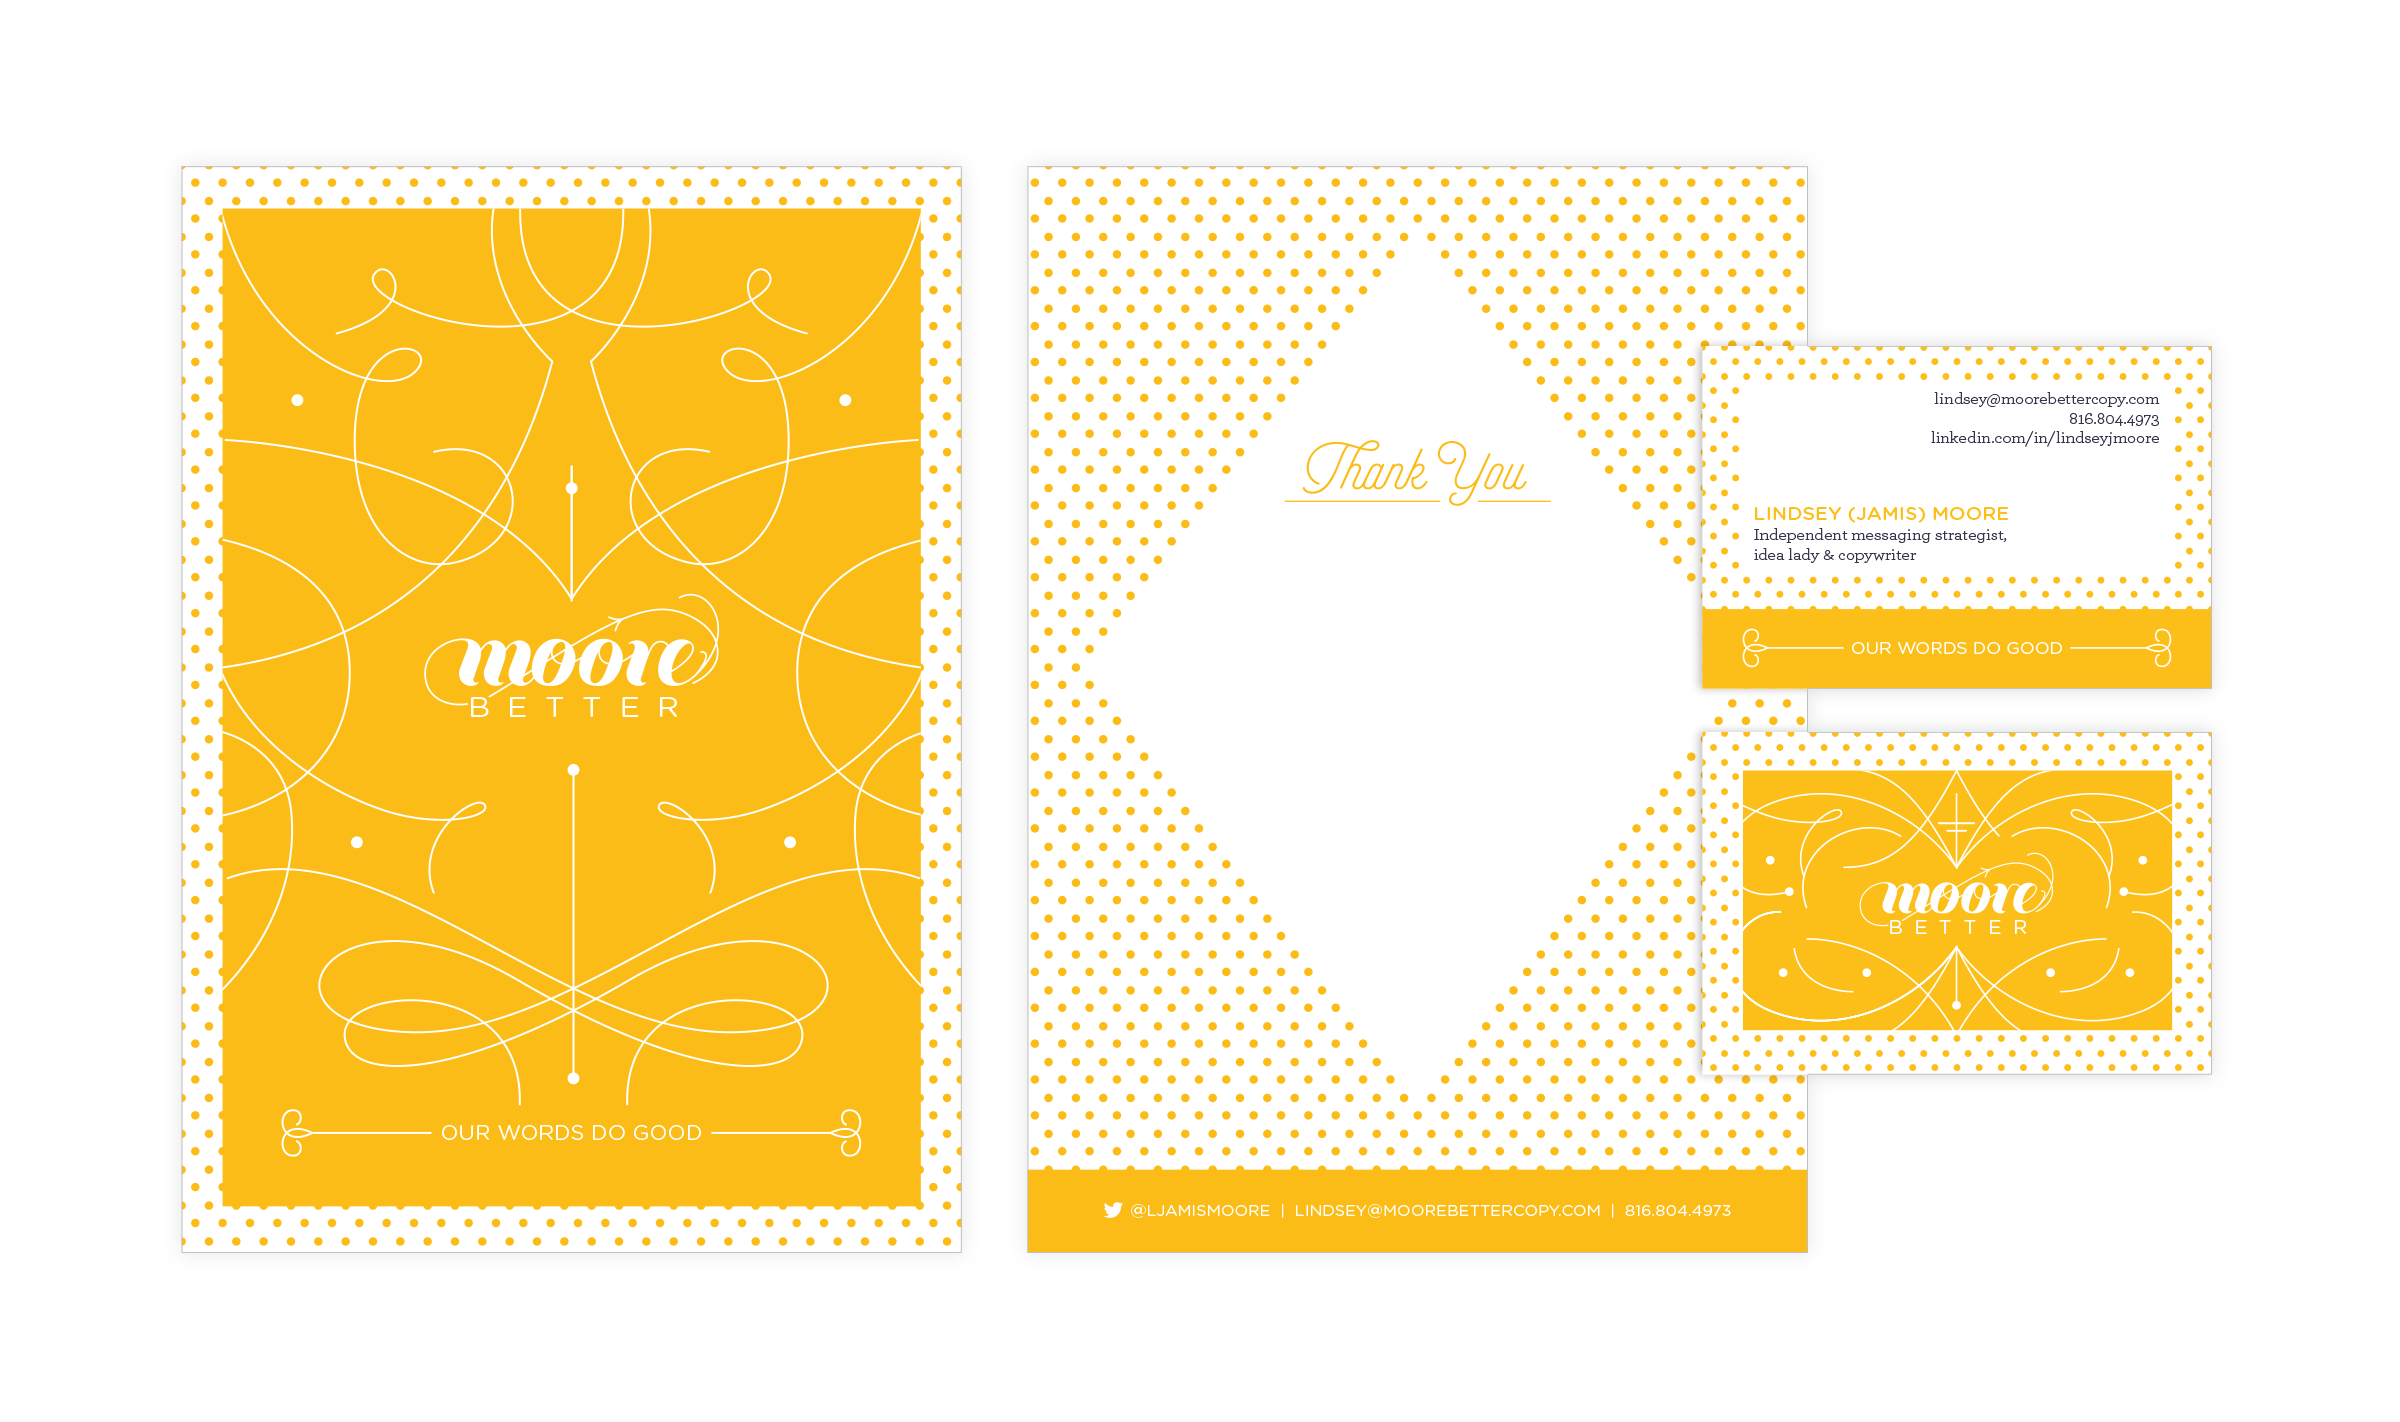 moore
BETTER
OUR WORDS DO GOOD
Thank You
@LJAMISMOORE | LINDSEY@MOOREBETTERCOPY.COM | 816.804.4973
lindsey@moorebettercopy.com
816.804.4973
linkedin.com/in/lindseyjmoore
LINDSEY (JAMIS) MOORE
Independent messaging strategist,
idea lady & copywriter
OUR WORDS DO GOOD
moore
BETTER